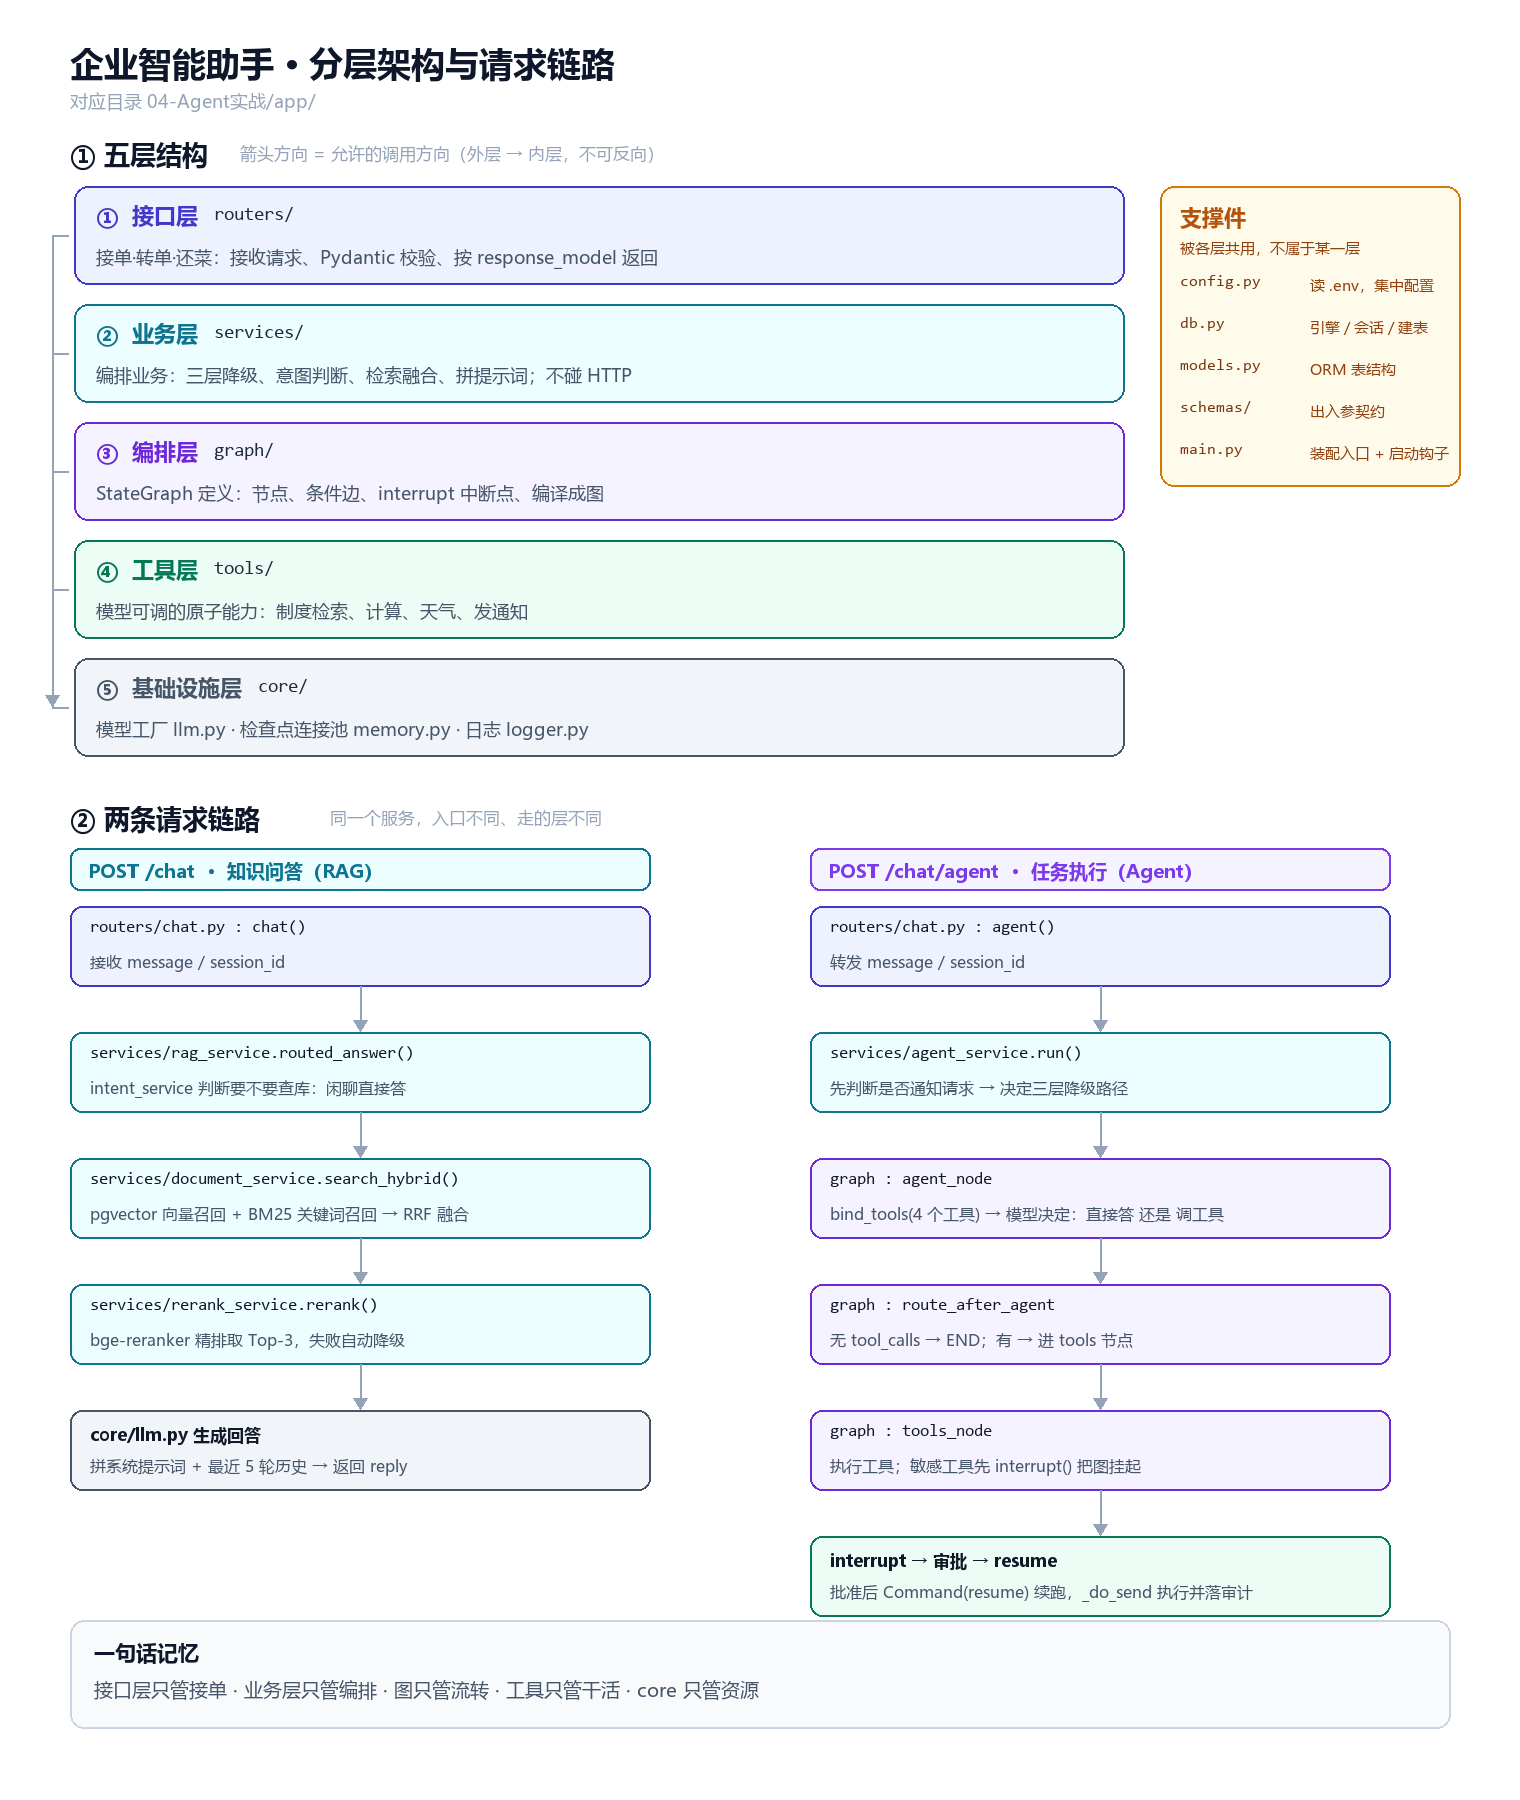 企业智能助手 · 分层架构与请求链路
对应目录 04-Agent实战/app/
① 五层结构 箭头方向 = 允许的调用方向（外层 → 内层，不可反向）
① 接口层 routers/
接单·转单·还菜：接收请求、Pydantic 校验、按 response_model 返回
② 业务层 services/
编排业务：三层降级、意图判断、检索融合、拼提示词；不碰 HTTP
③ 编排层 graph/
StateGraph 定义：节点、条件边、interrupt 中断点、编译成图
④ 工具层 tools/
模型可调的原子能力：制度检索、计算、天气、发通知
⑤ 基础设施层 core/
模型工厂 llm.py · 检查点连接池 memory.py · 日志 logger.py
支撑件
被各层共用，不属于某一层
config.py 读 .env，集中配置
db.py 引擎 / 会话 / 建表
models.py ORM 表结构
schemas/ 出入参契约
main.py 装配入口 + 启动钩子
② 两条请求链路 同一个服务，入口不同、走的层不同
POST /chat · 知识问答（RAG）
routers/chat.py : chat()
接收 message / session_id
services/rag_service.routed_answer()
intent_service 判断要不要查库：闲聊直接答
services/document_service.search_hybrid()
pgvector 向量召回 + BM25 关键词召回 → RRF 融合
services/rerank_service.rerank()
bge-reranker 精排取 Top-3，失败自动降级
core/llm.py 生成回答
拼系统提示词 + 最近 5 轮历史 → 返回 reply
POST /chat/agent · 任务执行（Agent）
routers/chat.py : agent()
转发 message / session_id
services/agent_service.run()
先判断是否通知请求 → 决定三层降级路径
graph : agent_node
bind_tools(4 个工具) → 模型决定：直接答 还是 调工具
graph : route_after_agent
无 tool_calls → END；有 → 进 tools 节点
graph : tools_node
执行工具；敏感工具先 interrupt() 把图挂起
interrupt → 审批 → resume
批准后 Command(resume) 续跑，_do_send 执行并落审计
一句话记忆
接口层只管接单 · 业务层只管编排 · 图只管流转 · 工具只管干活 · core 只管资源